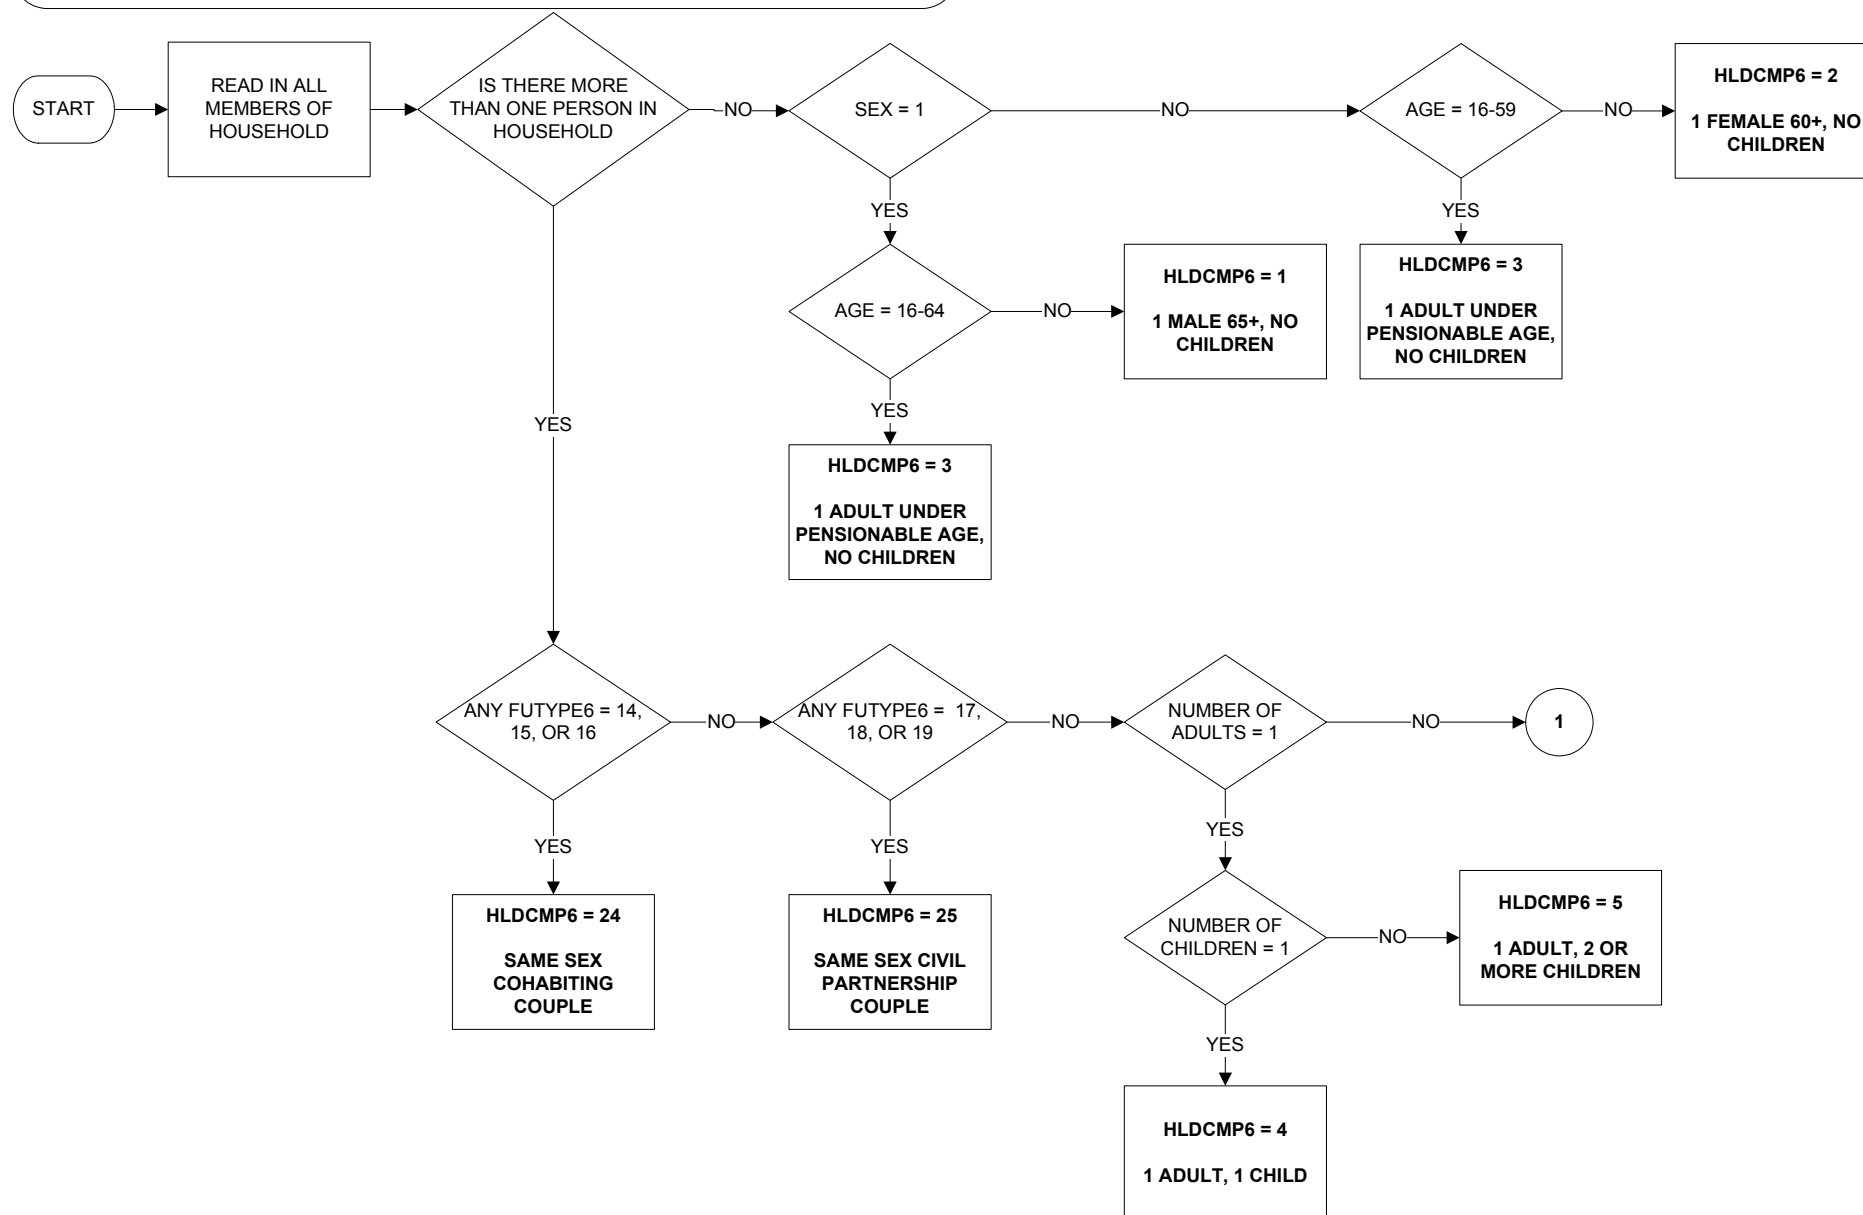 START
READ IN ALL
MEMBERS OF
HOUSEHOLD
IS THERE MORE
THAN ONE PERSON IN
HOUSEHOLD
NO
SEX = 1
NO
AGE = 16-59
NO
HLDCMP6 = 2
1 FEMALE 60+, NO
CHILDREN
YES
YES
AGE = 16-64
NO
HLDCMP6 = 1
1 MALE 65+, NO
CHILDREN
HLDCMP6 = 3
1 ADULT UNDER
PENSIONABLE AGE,
NO CHILDREN
YES
YES
HLDCMP6 = 3
1 ADULT UNDER
PENSIONABLE AGE,
NO CHILDREN
ANY FUTYPE6 = 14,
15, OR 16
NO
ANY FUTYPE6 = 17,
18, OR 19
NO
NUMBER OF
ADULTS = 1
NO
1
YES
YES
YES
HLDCMP6 = 24
SAME SEX
COHABITING
COUPLE
HLDCMP6 = 25
SAME SEX CIVIL
PARTNERSHIP
COUPLE
NUMBER OF
CHILDREN = 1
NO
HLDCMP6 = 5
1 ADULT, 2 OR
MORE CHILDREN
YES
HLDCMP6 = 4
1 ADULT, 1 CHILD